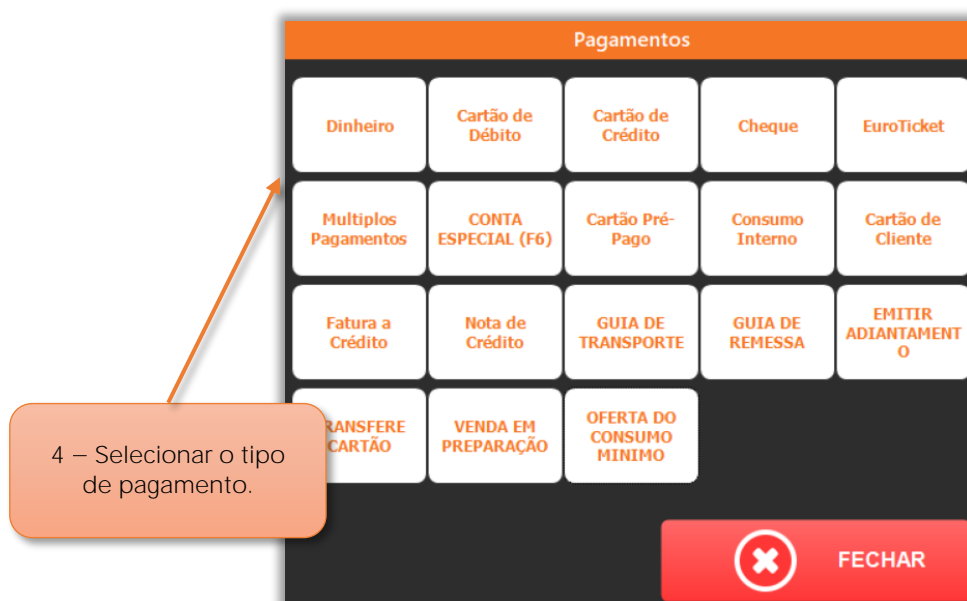 Pagamentos
Dinheiro
Cartão de
Débito
Cartão de
Crédito
Cheque
EuroTicket
Multiplos
Pagamentos
CONTA
ESPECIAL (F6)
Cartão Pré-
Pago
Consumo
Interno
Cartão de
Cliente
Fatura a
Crédito
Nota de
Crédito
GUIA DE
TRANSPORTE
GUIA DE
REMESSA
EMITIR
ADIANTAMENT
O
RANSFERE
CARTÃO
VENDA EM
PREPARAÇÃO
OFERTA DO
CONSUMO
MINIMO
4 – Selecionar o tipo
de pagamento.
FECHAR